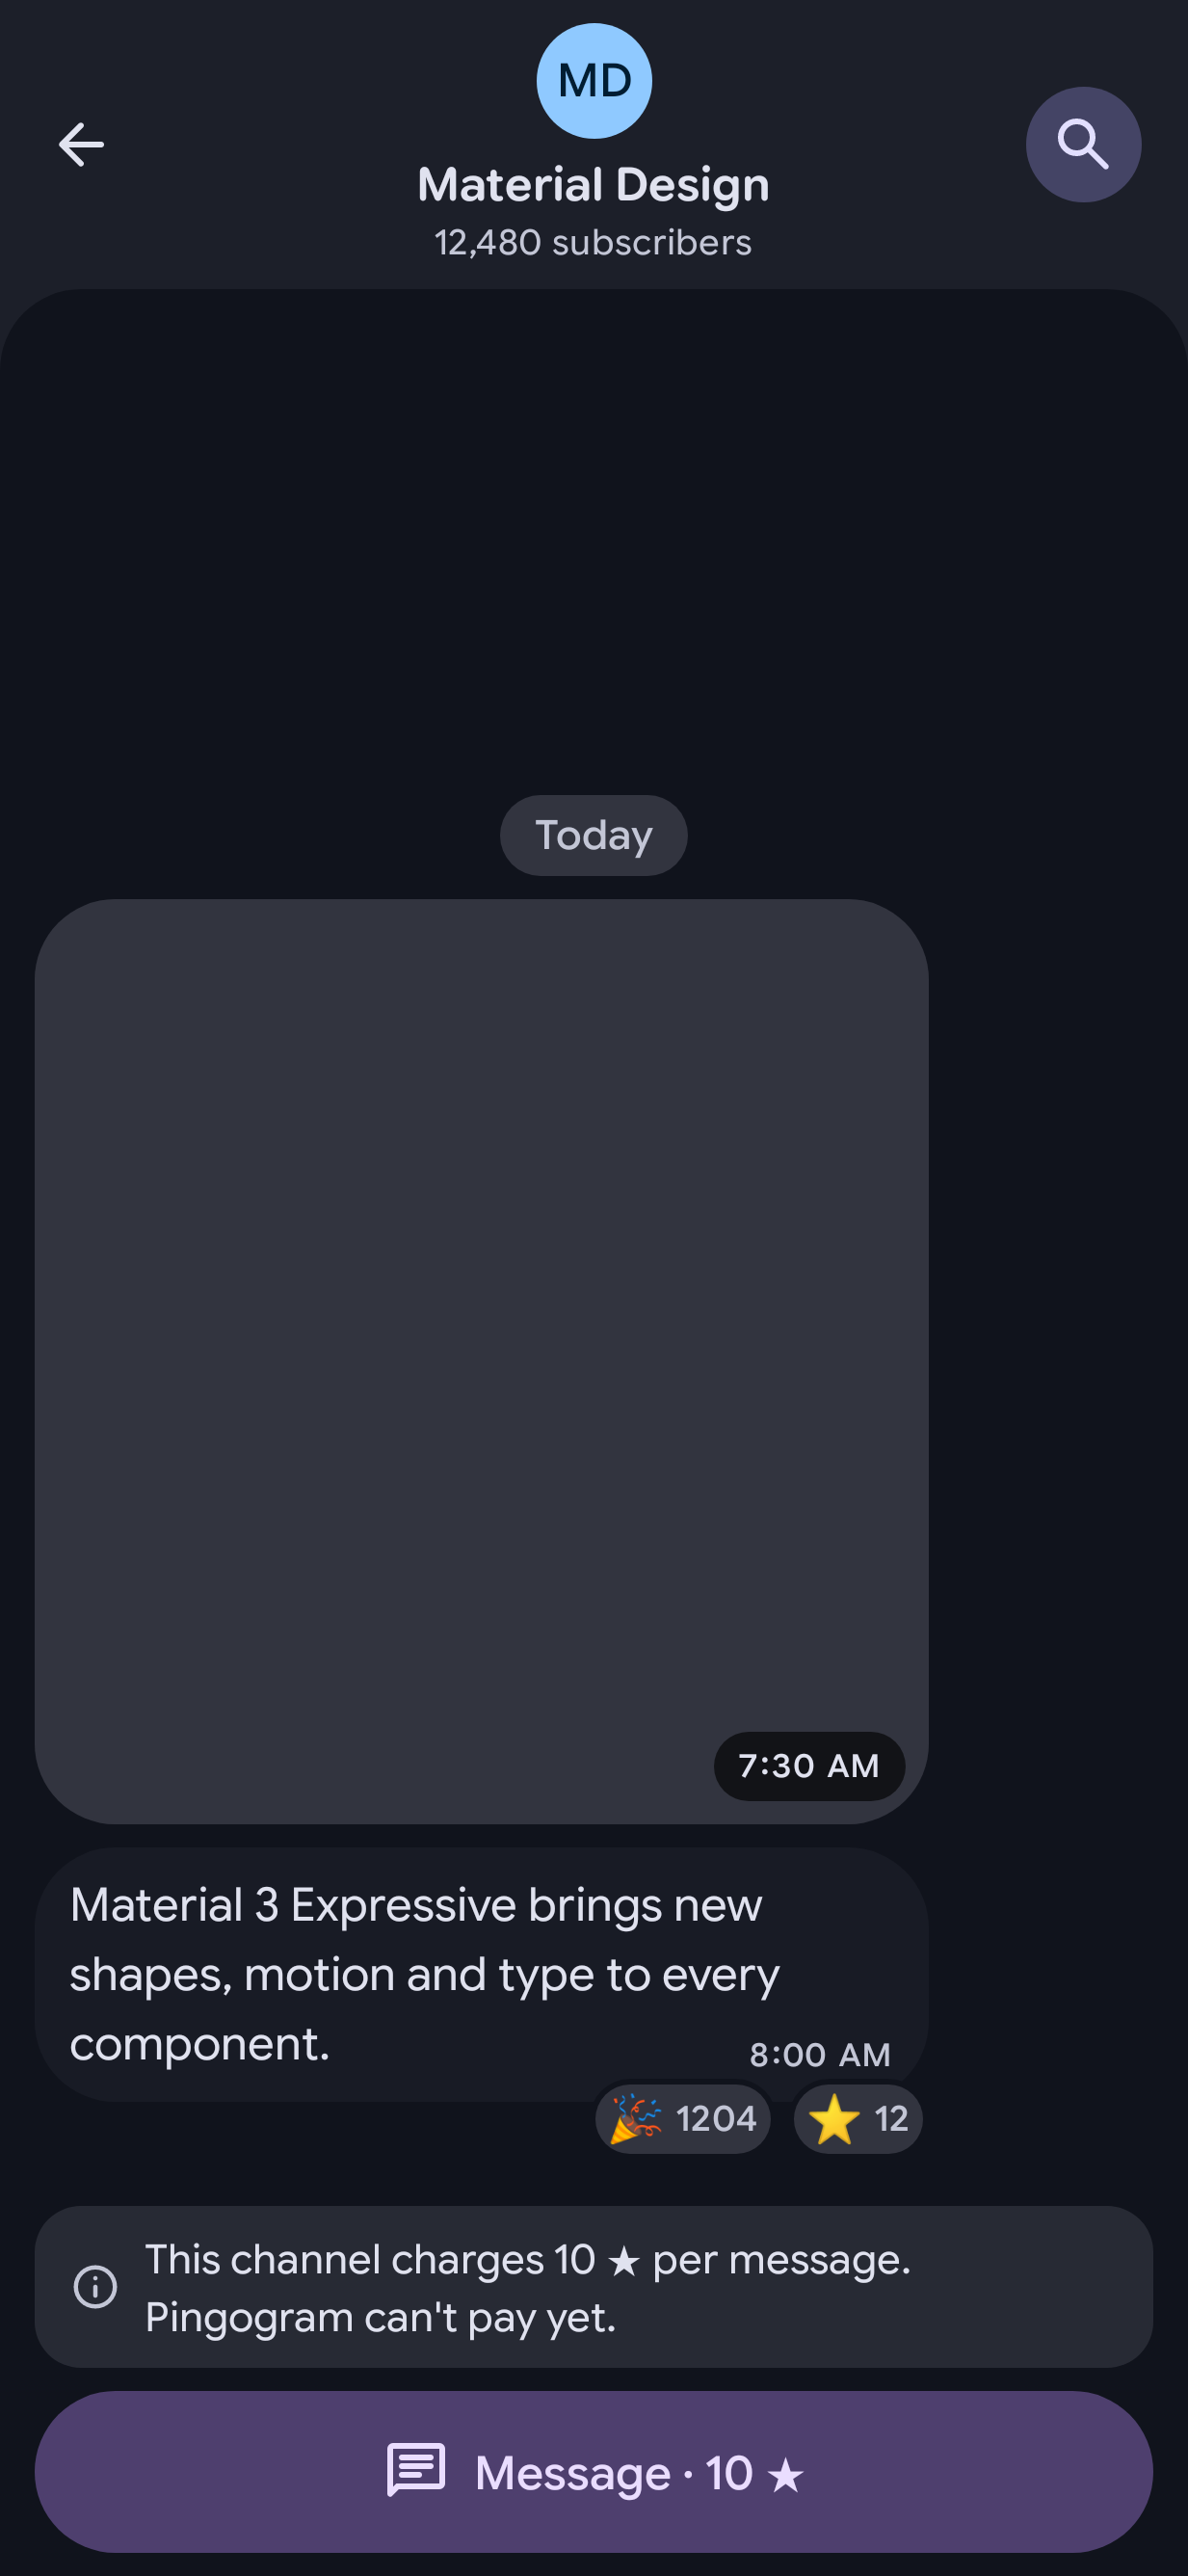 MD
Material Design
12,480 subscribers
Today
7:30 AM
Material 3 Expressive brings new
shapes, motion and type to every
component.
8:00 AM
🎉 1204 ⭐ 12
This channel charges 10 ★ per message.
Pingogram can't pay yet.
Message · 10 ★